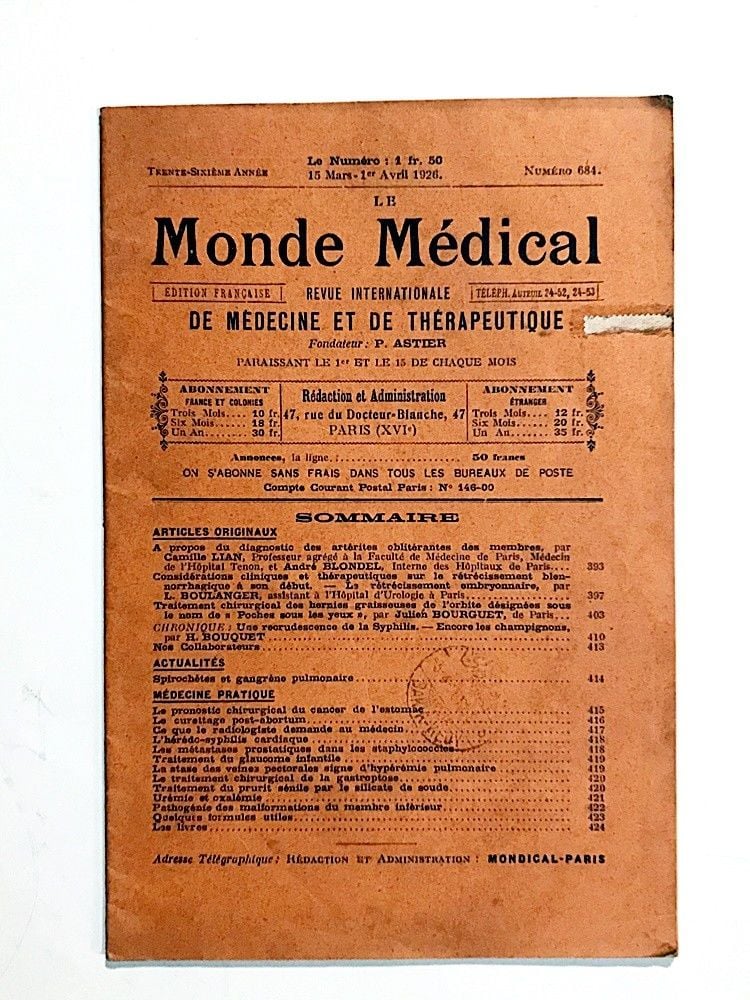 Le Numéro : 1 fr. 50
TRENTE-SIXIÈME ANNÉE 15 Mars-1er Avril 1926. NUMÉRO 684.
LE
Monde Médical
ÉDITION FRANÇAISE REVUE INTERNATIONALE TÉLÉPH. AUTEUIL 24-52, 24-53
DE MÉDECINE ET DE THÉRAPEUTIQUE
Fondateur : P. ASTIER
PARAISSANT LE 1er ET LE 15 DE CHAQUE MOIS
ABONNEMENT
FRANCE ET COLONIES
Trois Mois.... 10 fr.
Six Mois...... 18 fr.
Un An........ 30 fr.
Rédaction et Administration
47, rue du Docteur-Blanche, 47
PARIS (XVIe)
ABONNEMENT
ÉTRANGER
Trois Mois.... 12 fr.
Six Mois...... 20 fr.
Un An........ 35 fr.
Annonces, la ligne.................... 50 francs
ON S'ABONNE SANS FRAIS DANS TOUS LES BUREAUX DE POSTE
Compte Courant Postal Paris : N° 146-00
SOMMAIRE
ARTICLES ORIGINAUX
A propos du diagnostic des artérites oblitérantes des membres, par
Camille LIAN, Professeur agrégé à la Faculté de Médecine de Paris, Médecin
de l'Hôpital Tenon, et André BLONDEL, Interne des Hôpitaux de Paris.... 393
Considérations cliniques et thérapeutiques sur le rétrécissement blen-
norrhagique à son début. — Le rétrécissement embryonnaire, par
L. BOULANGER, assistant à l'Hôpital d'Urologie à Paris.... 397
Traitement chirurgical des hernies graisseuses de l'orbite désignées sous
le nom de « Poches sous les yeux », par Julien BOURGUET, de Paris... 403
CHRONIQUE : Une recrudescence de la Syphilis. — Encore les champignons,
par H. BOUQUET.... 410
Nos Collaborateurs.... 413
ACTUALITÉS
Spirochètes et gangrène pulmonaire.... 414
MÉDECINE PRATIQUE
Le pronostic chirurgical du cancer de l'estomac.... 415
Le curettage post-abortum.... 416
Ce que le radiologiste demande au médecin.... 417
L'hérédo-syphilis cardiaque.... 418
Les métastases prostatiques dans les staphylococcies.... 418
Traitement du glaucome infantile.... 419
La stase des veines pectorales signe d'hypérémie pulmonaire.... 419
Le traitement chirurgical de la gastroptose.... 420
Traitement du prurit sénile par le silicate de soude.... 420
Urémie et oxalémie.... 421
Pathogénie des malformations du membre inférieur.... 422
Quelques formules utiles.... 423
Les livres.... 424
Adresse Télégraphique : RÉDACTION ET ADMINISTRATION : MONDICAL-PARIS